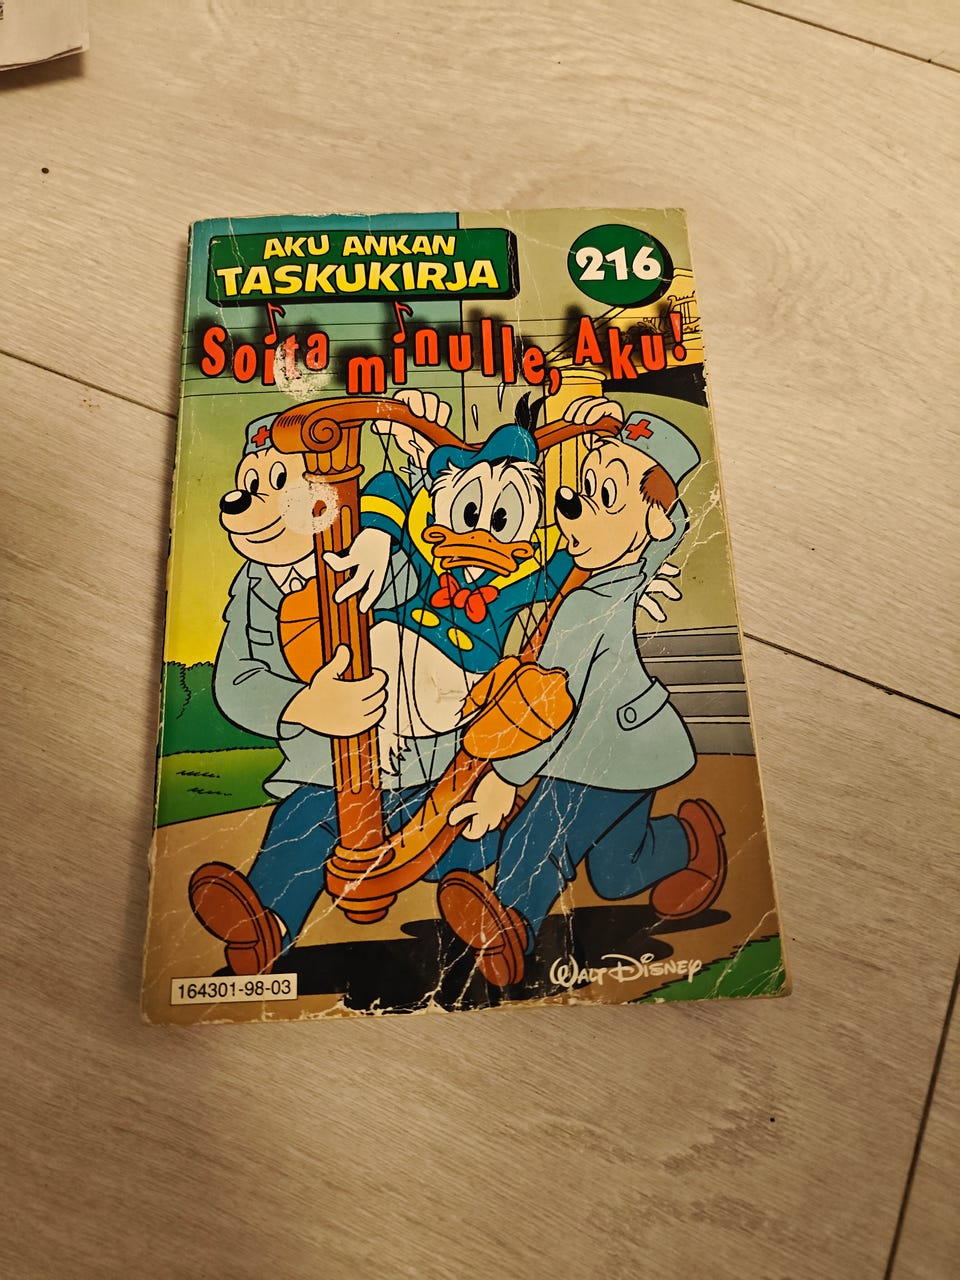 AKU ANKAN
TASKUKIRJA
216
Soita minulle, Aku!
164301-98-03
WALT DISNEY